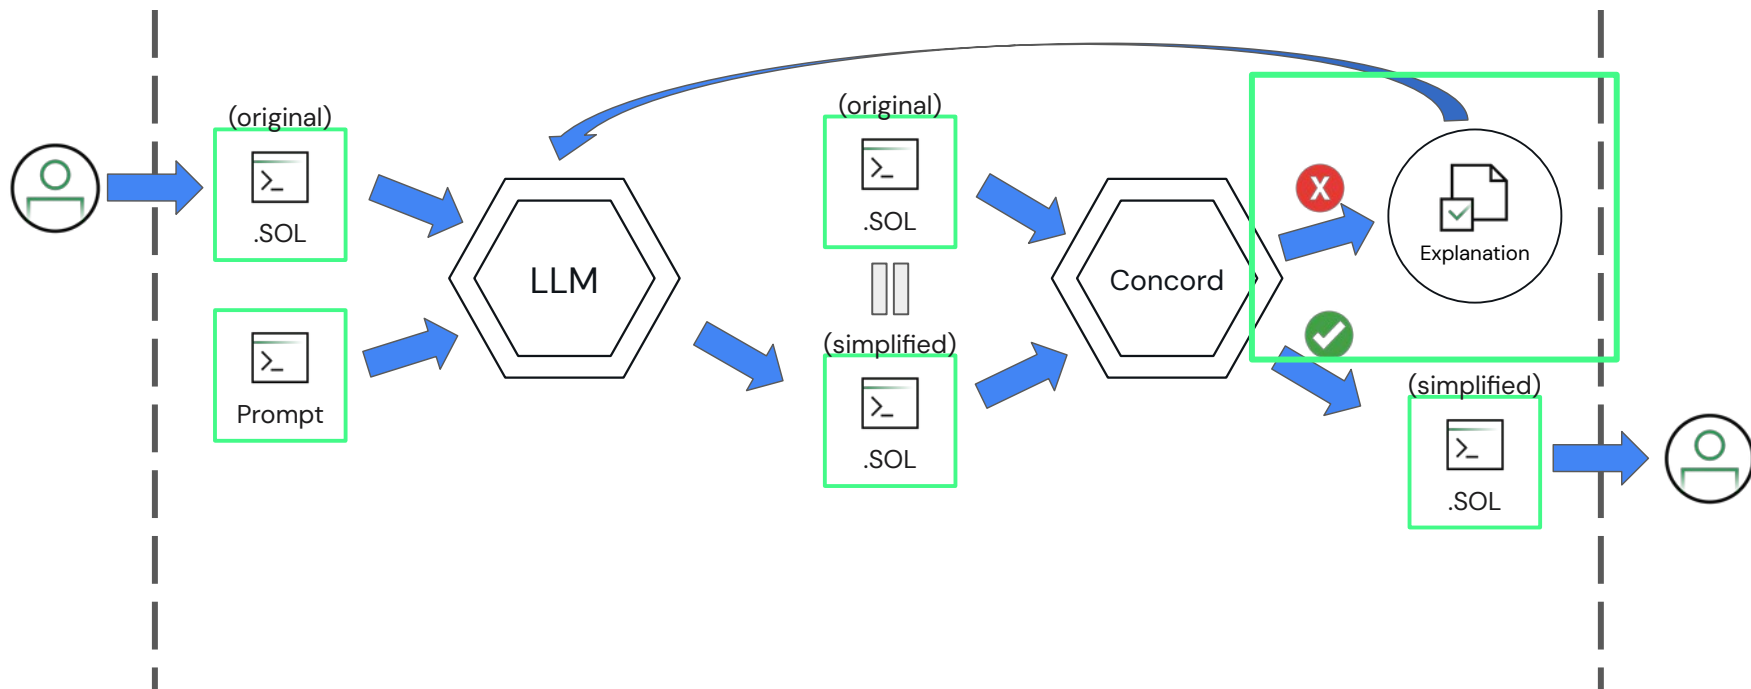 (original)
.SOL
Prompt
LLM
(original)
.SOL
(simplified)
.SOL
Concord
X
Explanation
(simplified)
.SOL